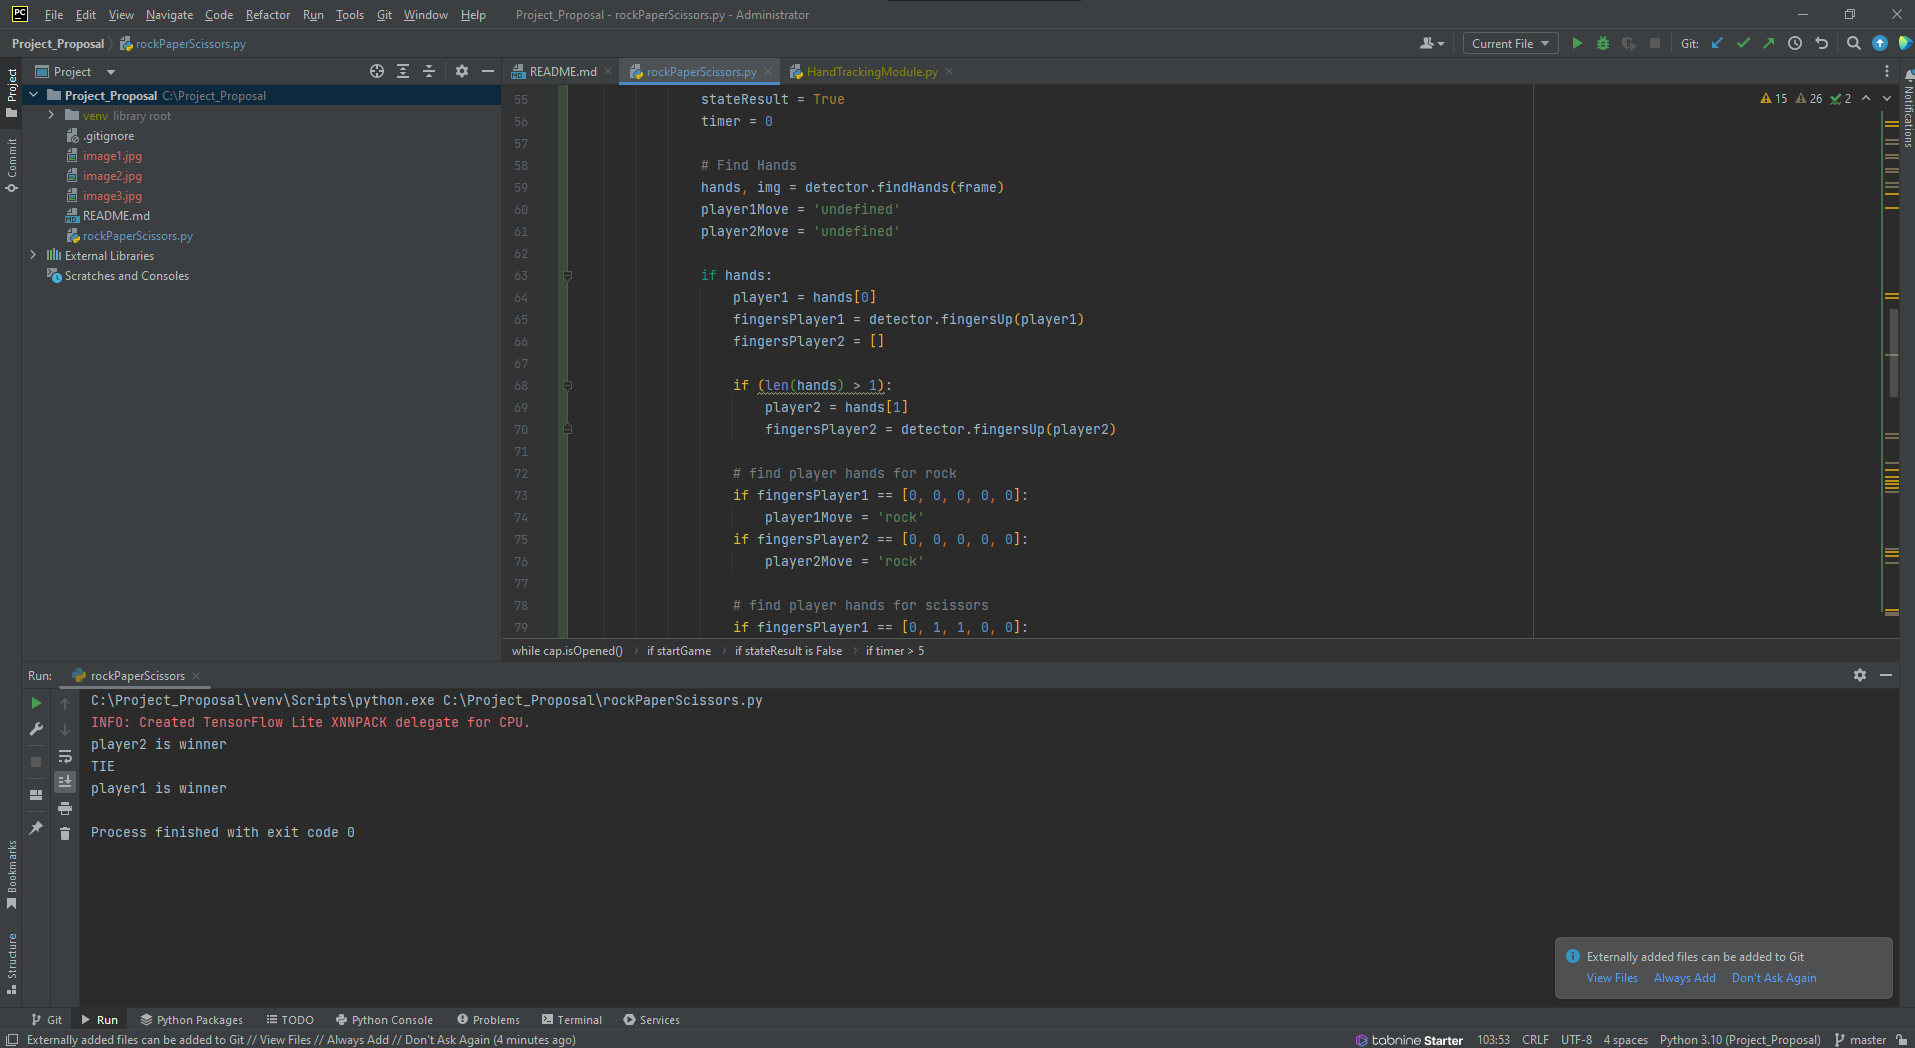 PC File Edit View Navigate Code Refactor Run Tools Git Window Help Project_Proposal - rockPaperScissors.py - Administrator
Project_Proposal rockPaperScissors.py Current File Git:
Project
Project README.md rockPaperScissors.py HandTrackingModule.py
Project_Proposal C:\Project_Proposal
venv library root
.gitignore
image1.jpg
image2.jpg
image3.jpg
README.md
rockPaperScissors.py
External Libraries
Scratches and Consoles
Commit
15 26 2
Notifications
55 stateResult = True
56 timer = 0
57
58 # Find Hands
59 hands, img = detector.findHands(frame)
60 player1Move = 'undefined'
61 player2Move = 'undefined'
62
63 if hands:
64 player1 = hands[0]
65 fingersPlayer1 = detector.fingersUp(player1)
66 fingersPlayer2 = []
67
68 if (len(hands) > 1):
69 player2 = hands[1]
70 fingersPlayer2 = detector.fingersUp(player2)
71
72 # find player hands for rock
73 if fingersPlayer1 == [0, 0, 0, 0, 0]:
74 player1Move = 'rock'
75 if fingersPlayer2 == [0, 0, 0, 0, 0]:
76 player2Move = 'rock'
77
78 # find player hands for scissors
79 if fingersPlayer1 == [0, 1, 1, 0, 0]:
while cap.isOpened() › if startGame › if stateResult is False › if timer > 5
Run: rockPaperScissors
C:\Project_Proposal\venv\Scripts\python.exe C:\Project_Proposal\rockPaperScissors.py
INFO: Created TensorFlow Lite XNNPACK delegate for CPU.
player2 is winner
TIE
player1 is winner
Process finished with exit code 0
Bookmarks
Structure
Externally added files can be added to Git
View Files Always Add Don't Ask Again
Git Run Python Packages TODO Python Console Problems Terminal Services
Externally added files can be added to Git // View Files // Always Add // Don't Ask Again (4 minutes ago) tabnine Starter 103:53 CRLF UTF-8 4 spaces Python 3.10 (Project_Proposal) master